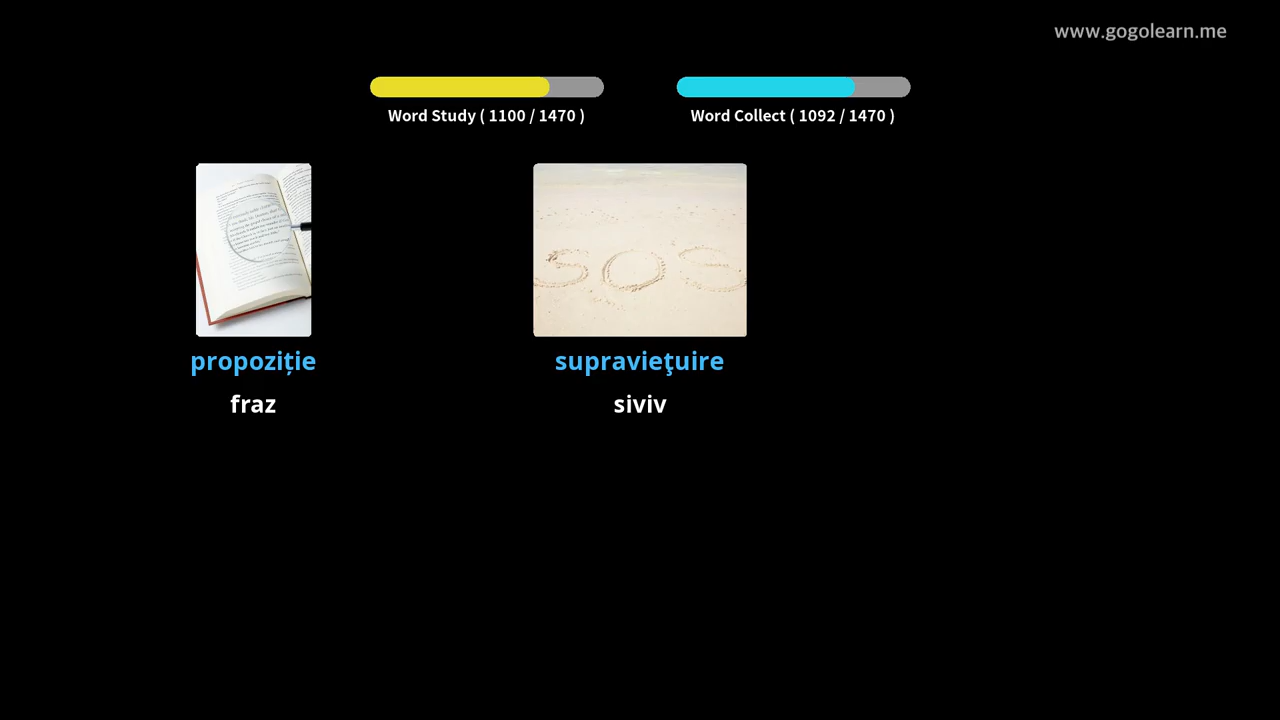 www.gogolearn.me
Word Study ( 1100 / 1470 )
Word Collect ( 1092 / 1470 )
SOS
propoziție
supravieţuire
fraz
siviv